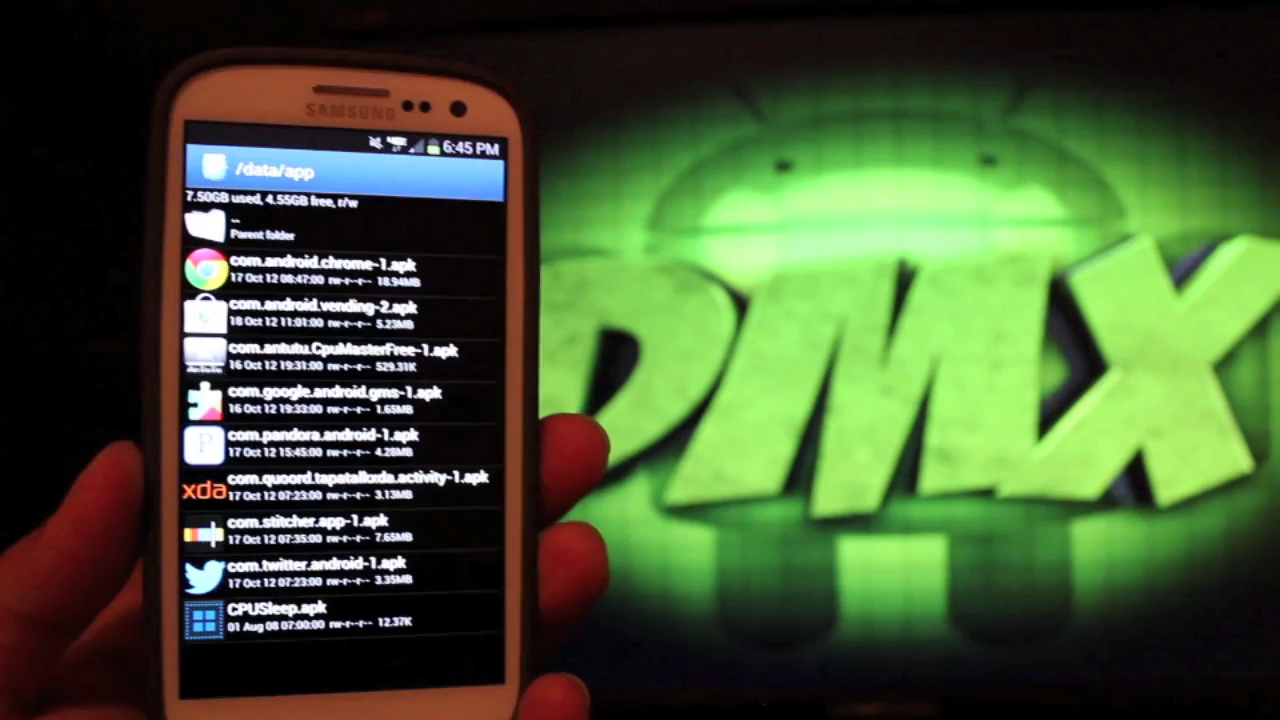 SAMSUNG
6:45 PM
/data/app
7.50GB used, 4.55GB free, r/w
..
Parent folder
com.android.chrome-1.apk
17 Oct 12 08:47:00 rw-r--r-- 18.94MB
com.android.vending-2.apk
18 Oct 12 11:01:00 rw-r--r-- 5.23MB
com.antutu.CpuMasterFree-1.apk
16 Oct 12 19:31:00 rw-r--r-- 529.31K
com.google.android.gms-1.apk
16 Oct 12 19:33:00 rw-r--r-- 1.65MB
P
com.pandora.android-1.apk
17 Oct 12 15:45:00 rw-r--r-- 4.28MB
xda
com.quoord.tapatalkxda.activity-1.apk
17 Oct 12 07:23:00 rw-r--r-- 3.13MB
com.stitcher.app-1.apk
17 Oct 12 07:35:00 rw-r--r-- 7.65MB
com.twitter.android-1.apk
17 Oct 12 07:23:00 rw-r--r-- 3.35MB
CPUSleep.apk
01 Aug 08 07:00:00 rw-r--r-- 12.37K
DMX